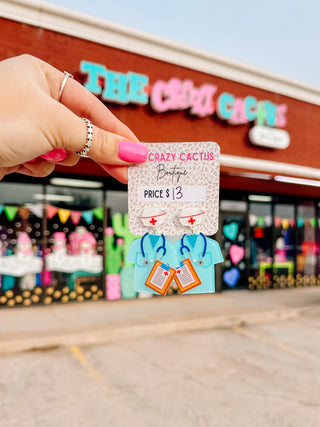 THE CRAZY CACTUS
CRAZY CACTUS
Boutique
PRICE $ 13